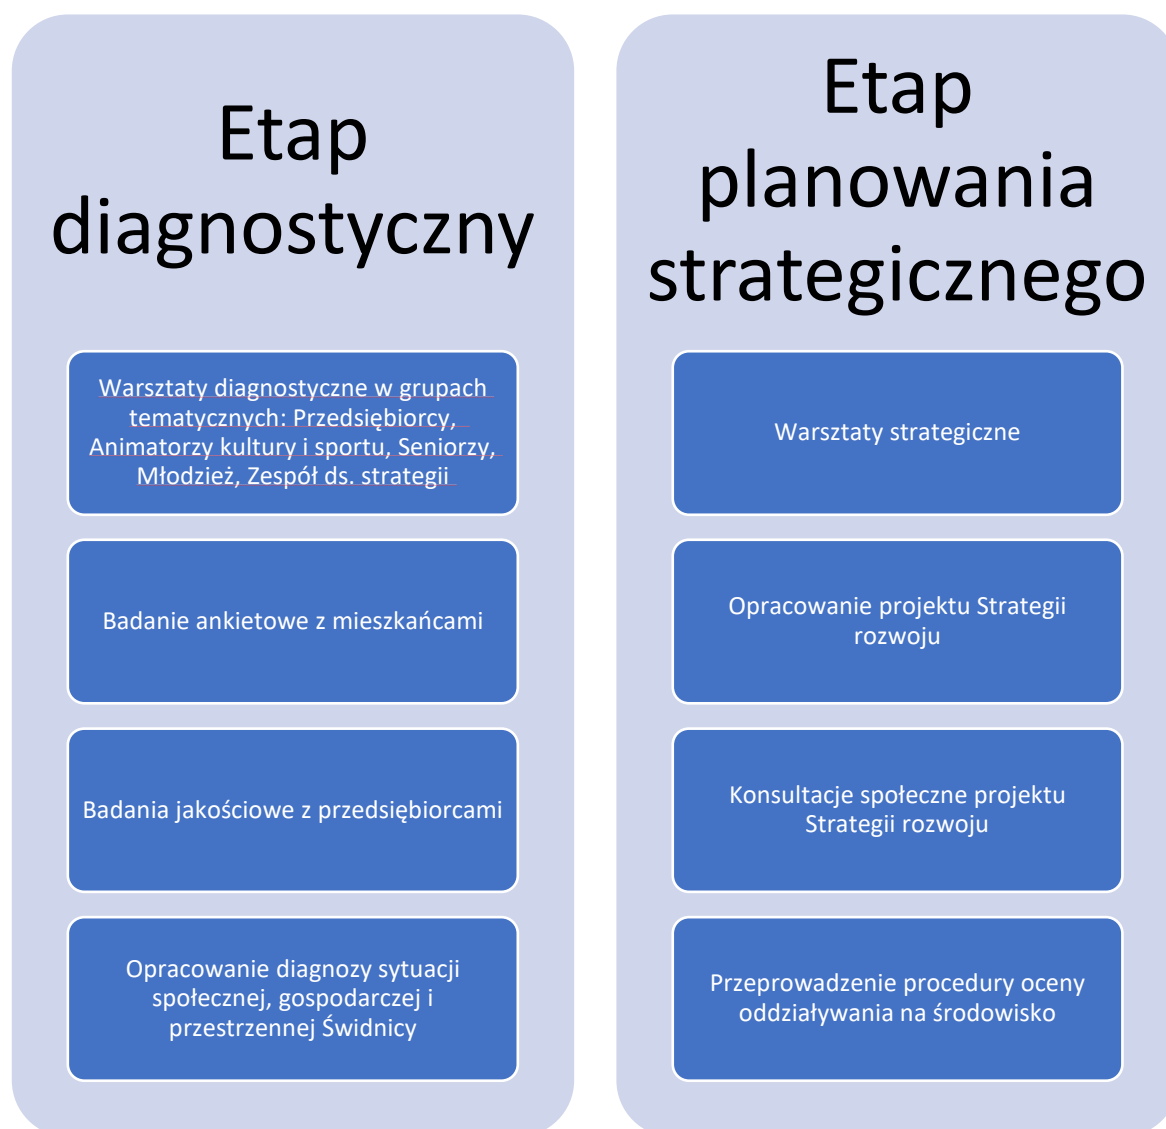 Etap
diagnostyczny
Warsztaty diagnostyczne w grupach
tematycznych: Przedsiębiorcy,
Animatorzy kultury i sportu, Seniorzy,
Młodzież, Zespół ds. strategii
Badanie ankietowe z mieszkańcami
Badania jakościowe z przedsiębiorcami
Opracowanie diagnozy sytuacji
społecznej, gospodarczej i
przestrzennej Świdnicy
Etap
planowania
strategicznego
Warsztaty strategiczne
Opracowanie projektu Strategii
rozwoju
Konsultacje społeczne projektu
Strategii rozwoju
Przeprowadzenie procedury oceny
oddziaływania na środowisko